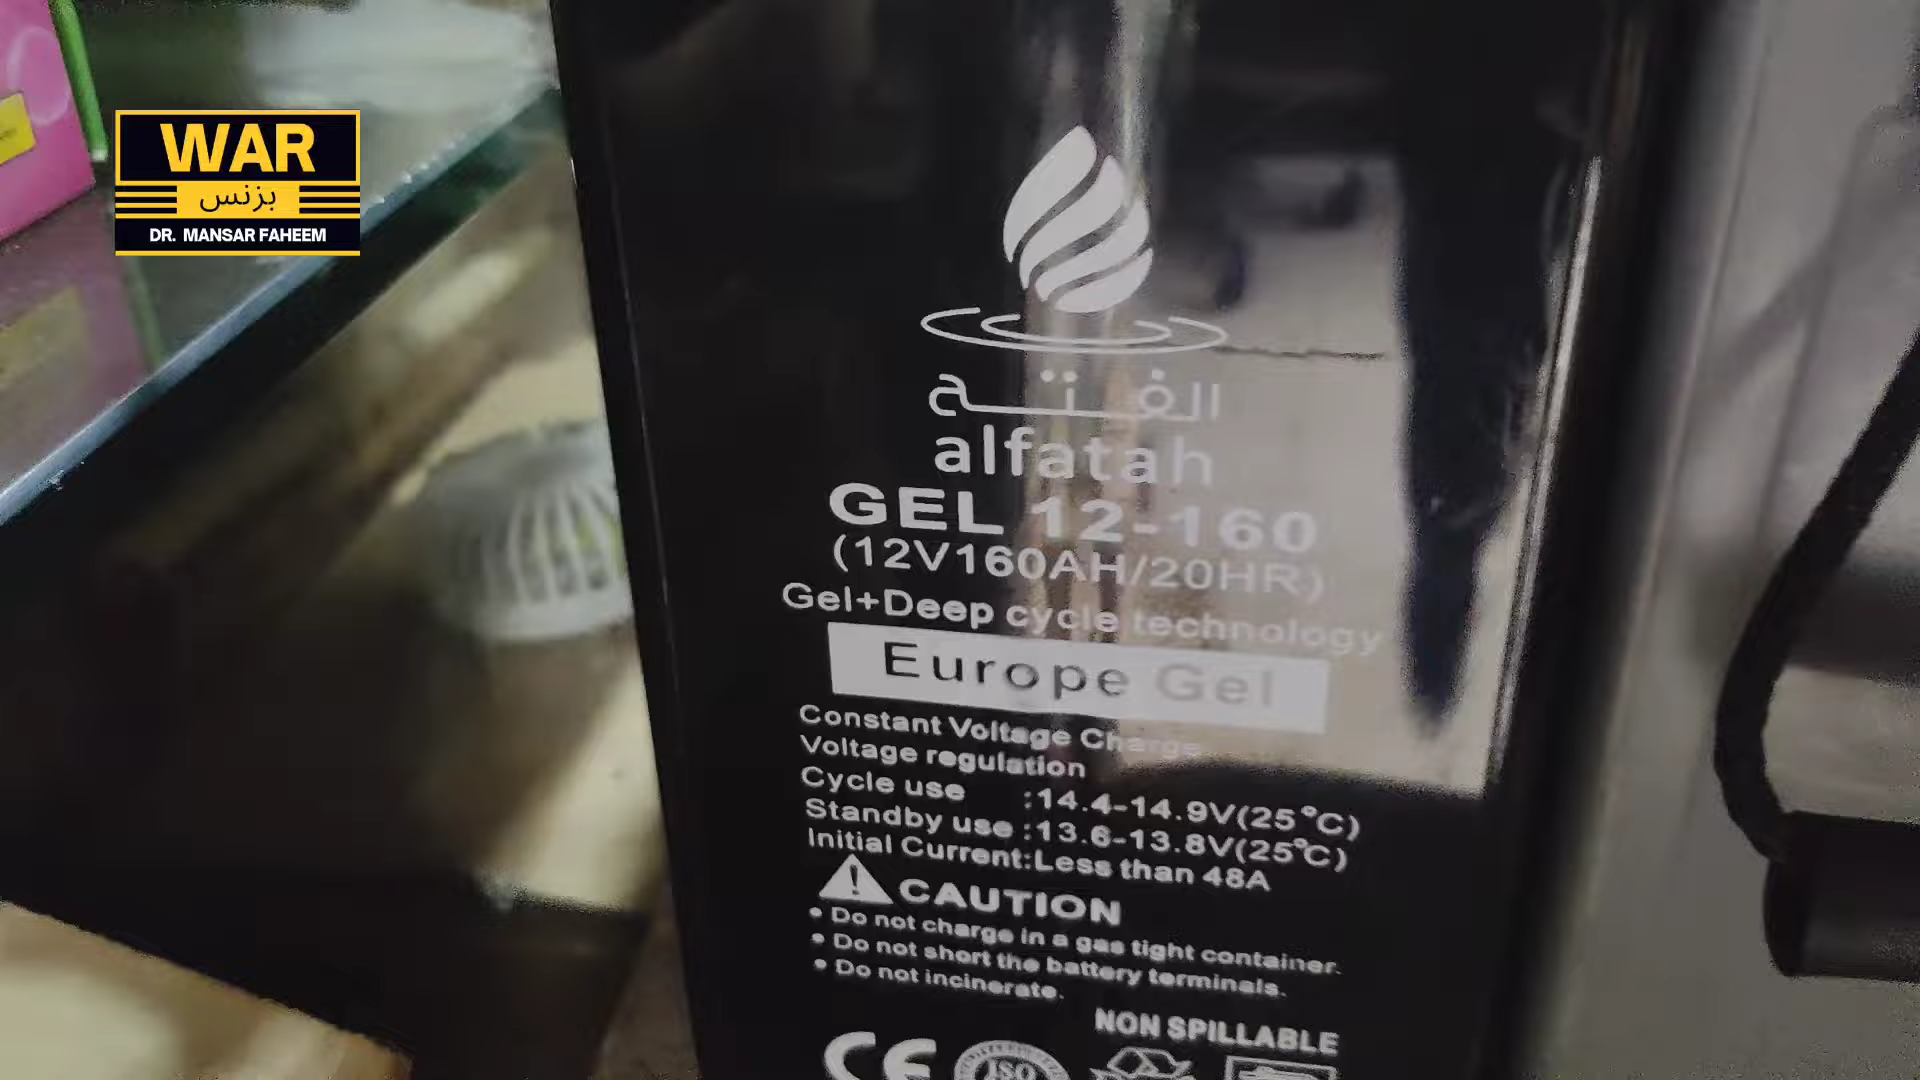 WAR
بزنس
DR. MANSAR FAHEEM
الفتح
alfatah
GEL 12-160
(12V160AH/20HR)
Gel+Deep cycle technology
Europe Gel
Constant Voltage Charge
Voltage regulation
Cycle use :14.4-14.9V(25°C)
Standby use :13.6-13.8V(25°C)
Initial Current:Less than 48A
CAUTION
• Do not charge in a gas tight container.
• Do not short the battery terminals.
• Do not incinerate.
NON SPILLABLE
CE
ISO